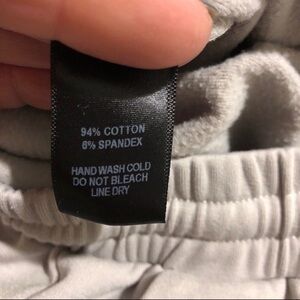 94% COTTON
6% SPANDEX
HAND WASH COLD
DO NOT BLEACH
LINE DRY